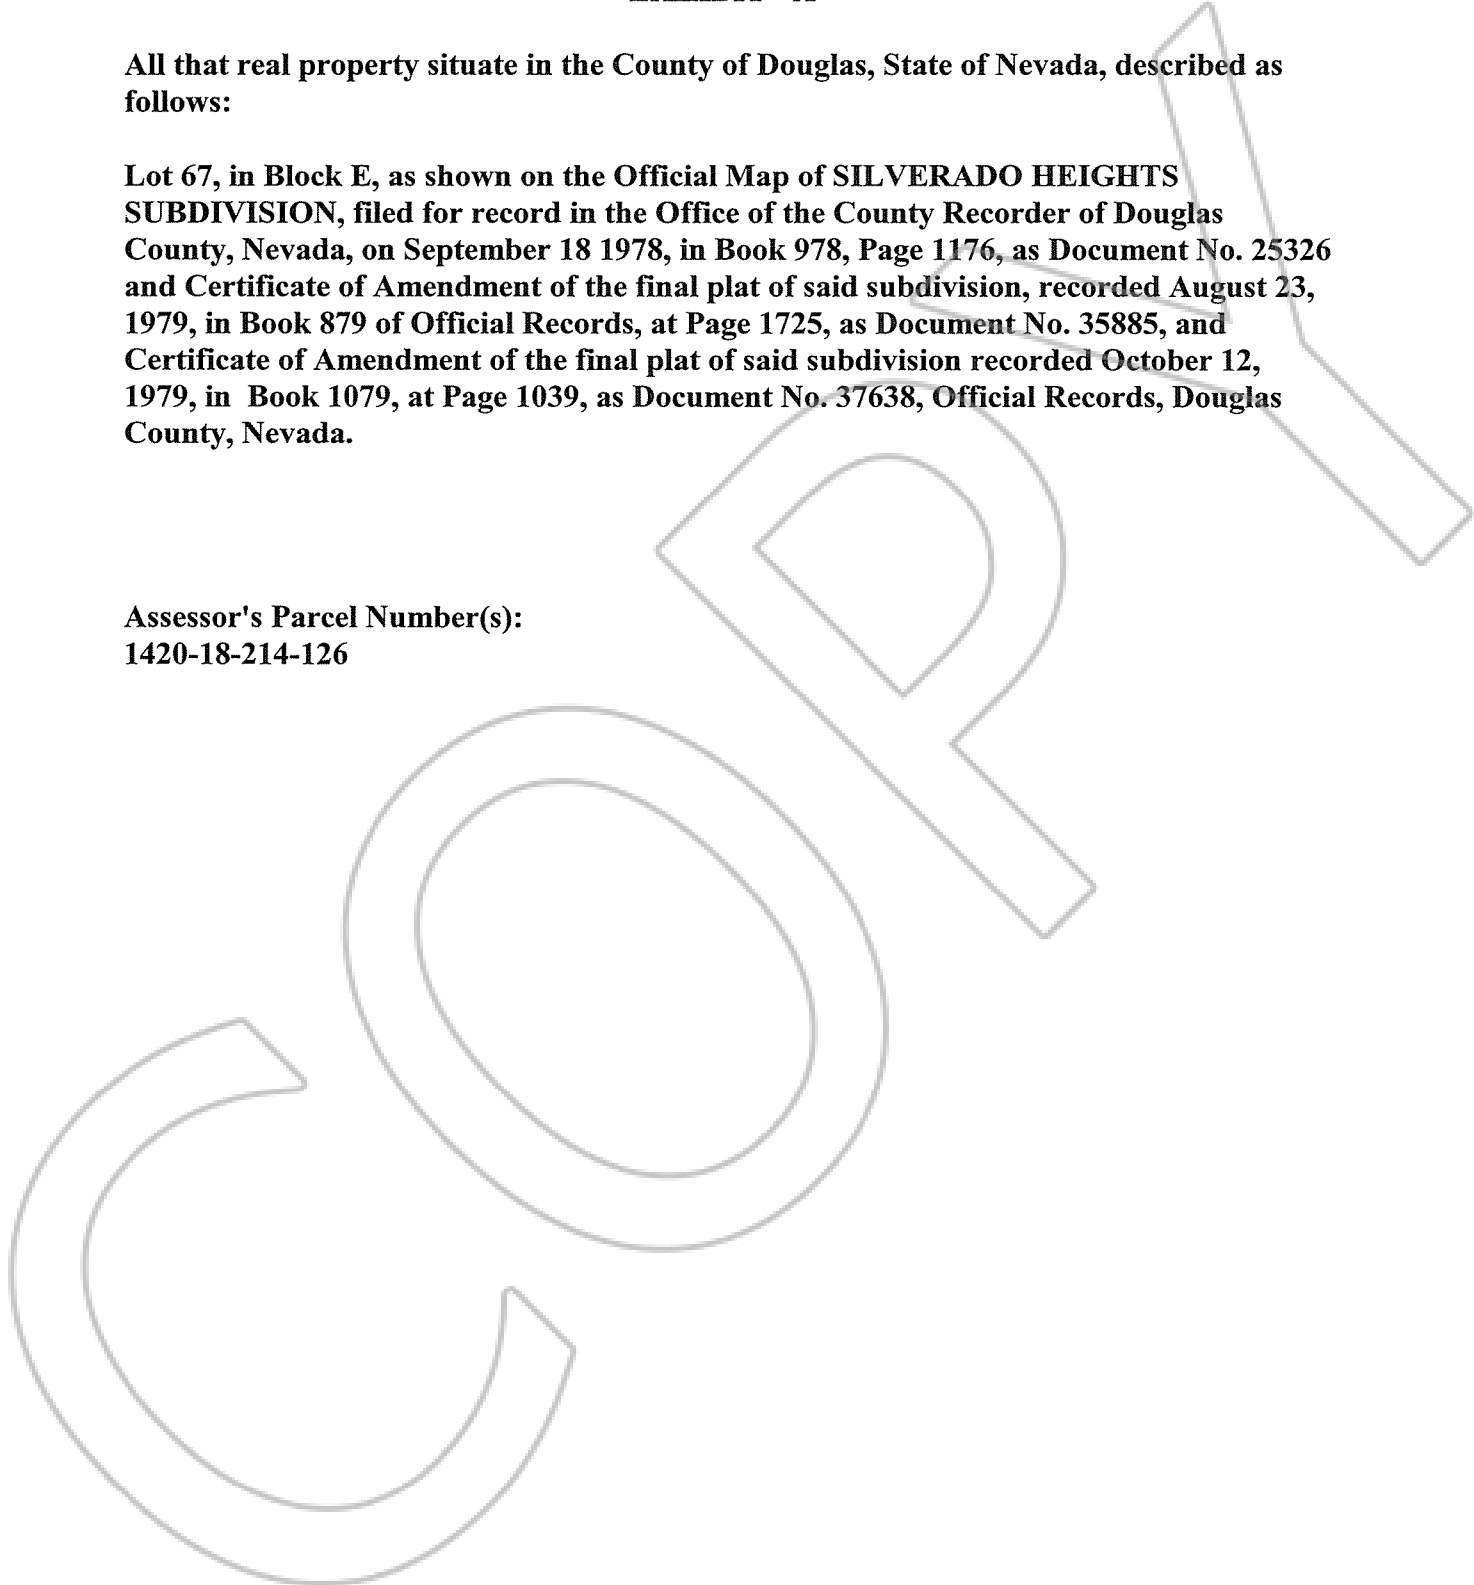 All that real property situate in the County of Douglas, State of Nevada, described as
follows:
Lot 67, in Block E, as shown on the Official Map of SILVERADO HEIGHTS
SUBDIVISION, filed for record in the Office of the County Recorder of Douglas
County, Nevada, on September 18 1978, in Book 978, Page 1176, as Document No. 25326
and Certificate of Amendment of the final plat of said subdivision, recorded August 23,
1979, in Book 879 of Official Records, at Page 1725, as Document No. 35885, and
Certificate of Amendment of the final plat of said subdivision recorded October 12,
1979, in  Book 1079, at Page 1039, as Document No. 37638, Official Records, Douglas
County, Nevada.
Assessor's Parcel Number(s):
1420-18-214-126
COPY